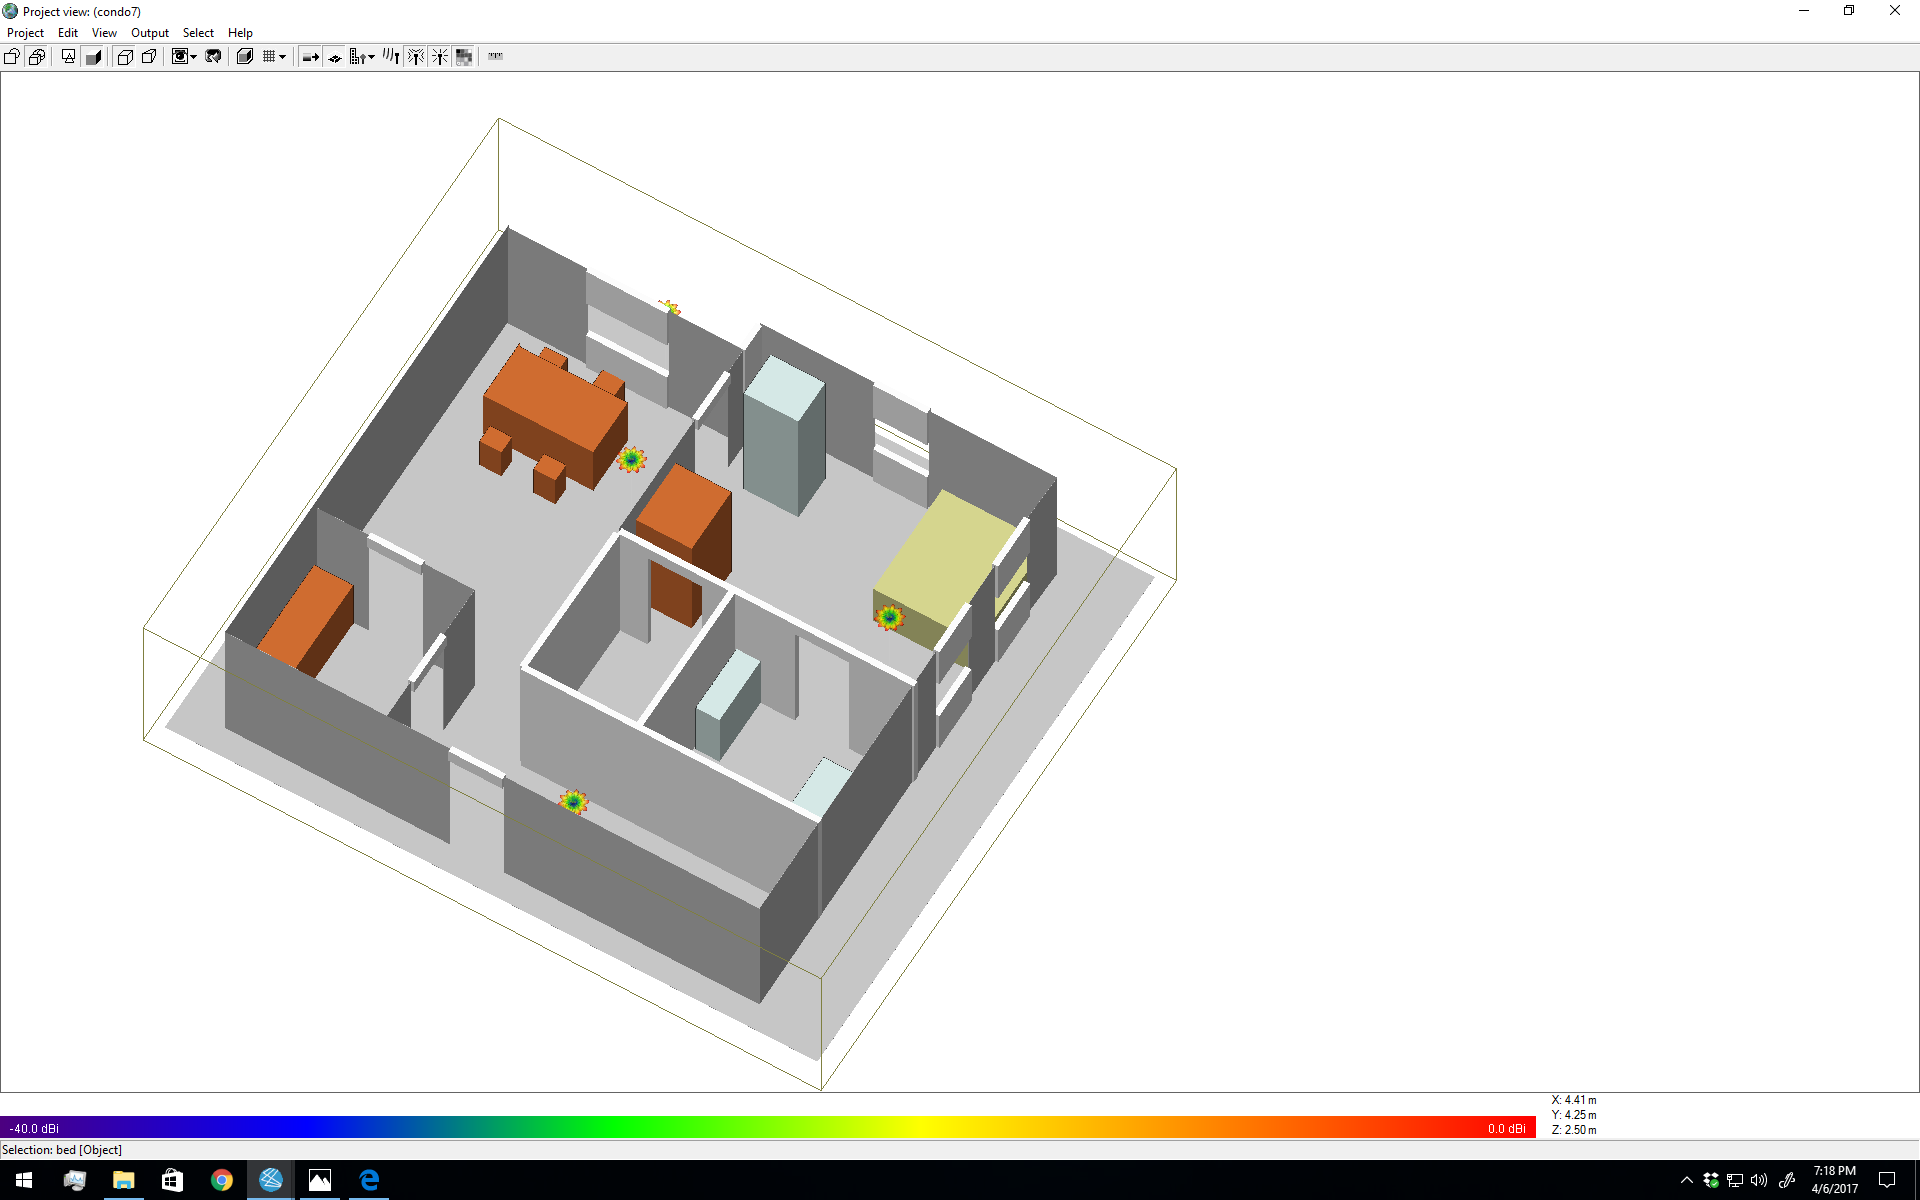 Project view: (condo7)
Project Edit View Output Select Help
X: 4.41 m
Y: 4.25 m
Z: 2.50 m
-40.0 dBi 0.0 dBi
Selection: bed [Object]
7:18 PM
4/6/2017